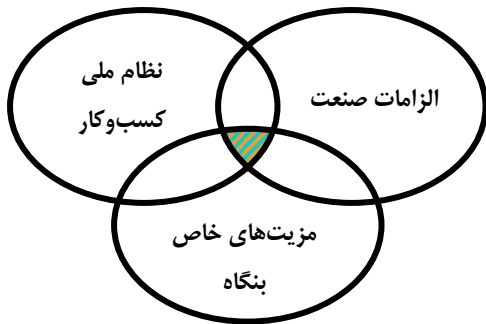 نظام ملی
کسب‌وکار
الزامات صنعت
مزیت‌های خاص
بنگاه